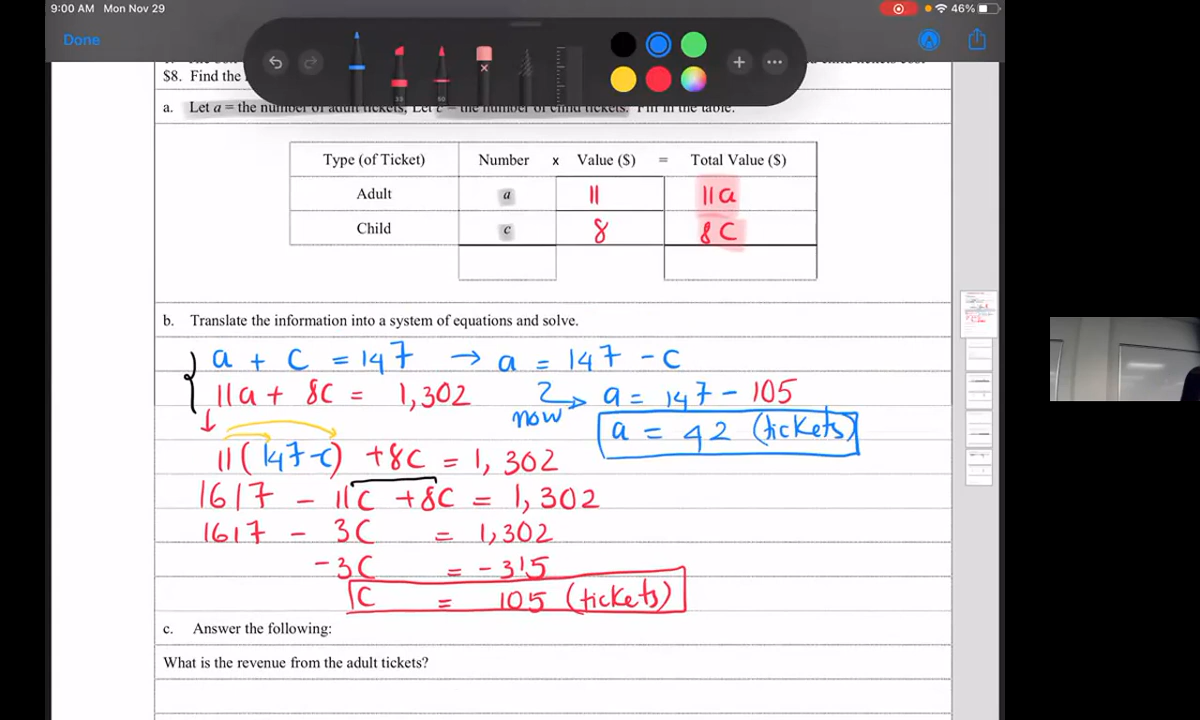 9:00 AM Mon Nov 29
46%
Done
$8. Find the
a. Let a = the number of adult tickets, Let c = the number of child tickets. Fill in the table.
Type (of Ticket) Number x Value ($) = Total Value ($)
Adult a 11 11a
Child c 8 8C
b. Translate the information into a system of equations and solve.
a + C = 147 → a = 147 - C
11a + 8C = 1,302
now a = 147 - 105
a = 42 (tickets)
11(147-C) +8C = 1,302
1617 - 11C +8C = 1,302
1617 - 3C = 1,302
-3C = -315
C = 105 (tickets)
c. Answer the following:
What is the revenue from the adult tickets?